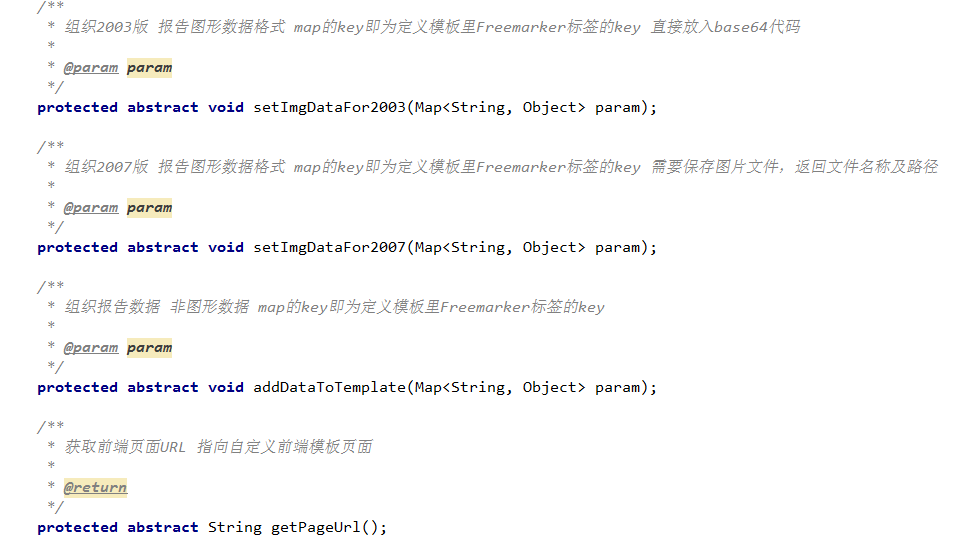 /**
* 组织2003版 报告图形数据格式 map的key即为定义模板里Freemarker标签的key 直接放入base64代码
*
* @param param
*/
protected abstract void setImgDataFor2003(Map<String, Object> param);
/**
* 组织2007版 报告图形数据格式 map的key即为定义模板里Freemarker标签的key 需要保存图片文件，返回文件名称及路径
*
* @param param
*/
protected abstract void setImgDataFor2007(Map<String, Object> param);
/**
* 组织报告数据 非图形数据 map的key即为定义模板里Freemarker标签的key
*
* @param param
*/
protected abstract void addDataToTemplate(Map<String, Object> param);
/**
* 获取前端页面URL 指向自定义前端模板页面
*
* @return
*/
protected abstract String getPageUrl();